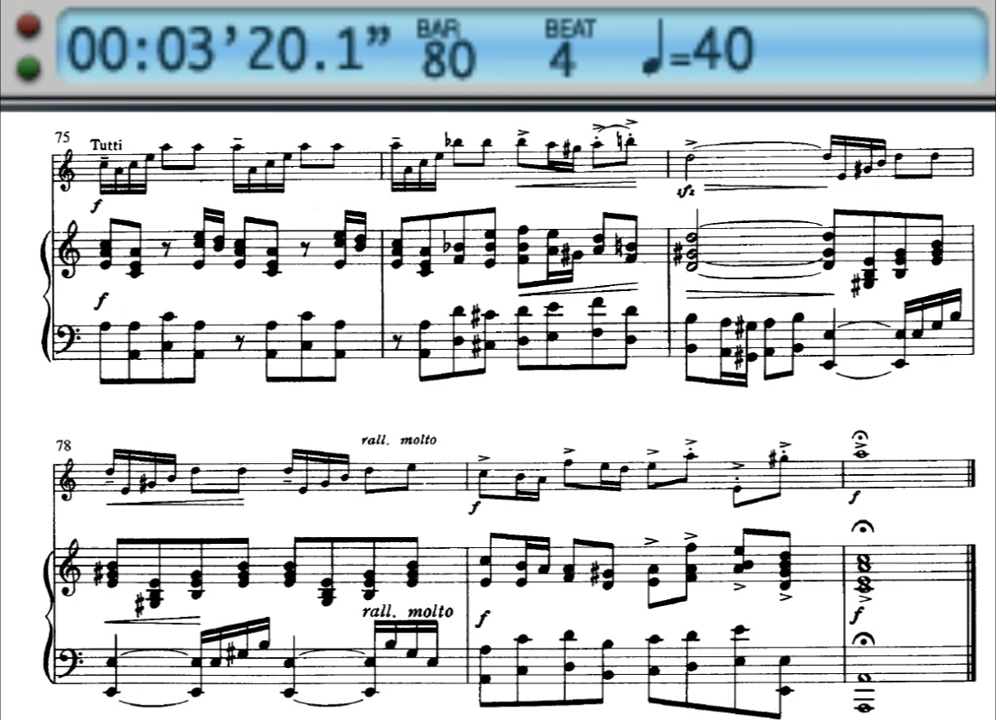 00:03'20.1” BAR 80 BEAT 4 ♩=40
75 Tutti
f
sfz
f
78 rall. molto
f f
rall. molto
f f